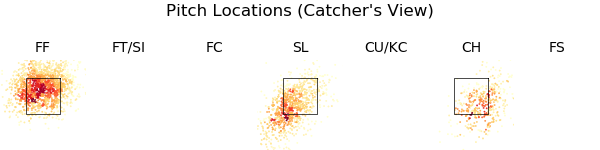 Pitch Locations (Catcher's View)
FF FT/SI FC SL CU/KC CH FS